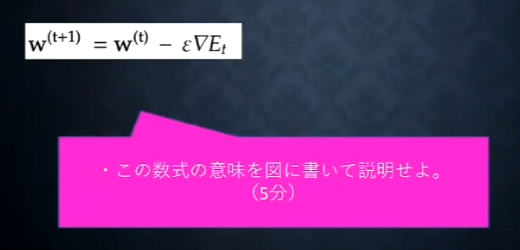 w^(t+1) = w^(t) − ε∇E_t
・この数式の意味を図に書いて説明せよ。
（5分）